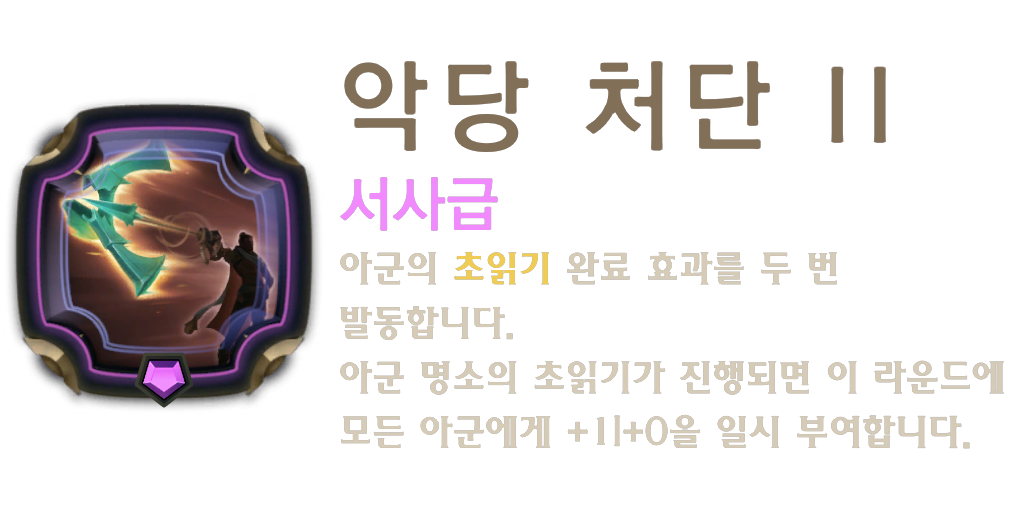 악당 처단 II
서사급
아군의 초읽기 완료 효과를 두 번
발동합니다.
아군 명소의 초읽기가 진행되면 이 라운드에
모든 아군에게 +1|+0을 일시 부여합니다.